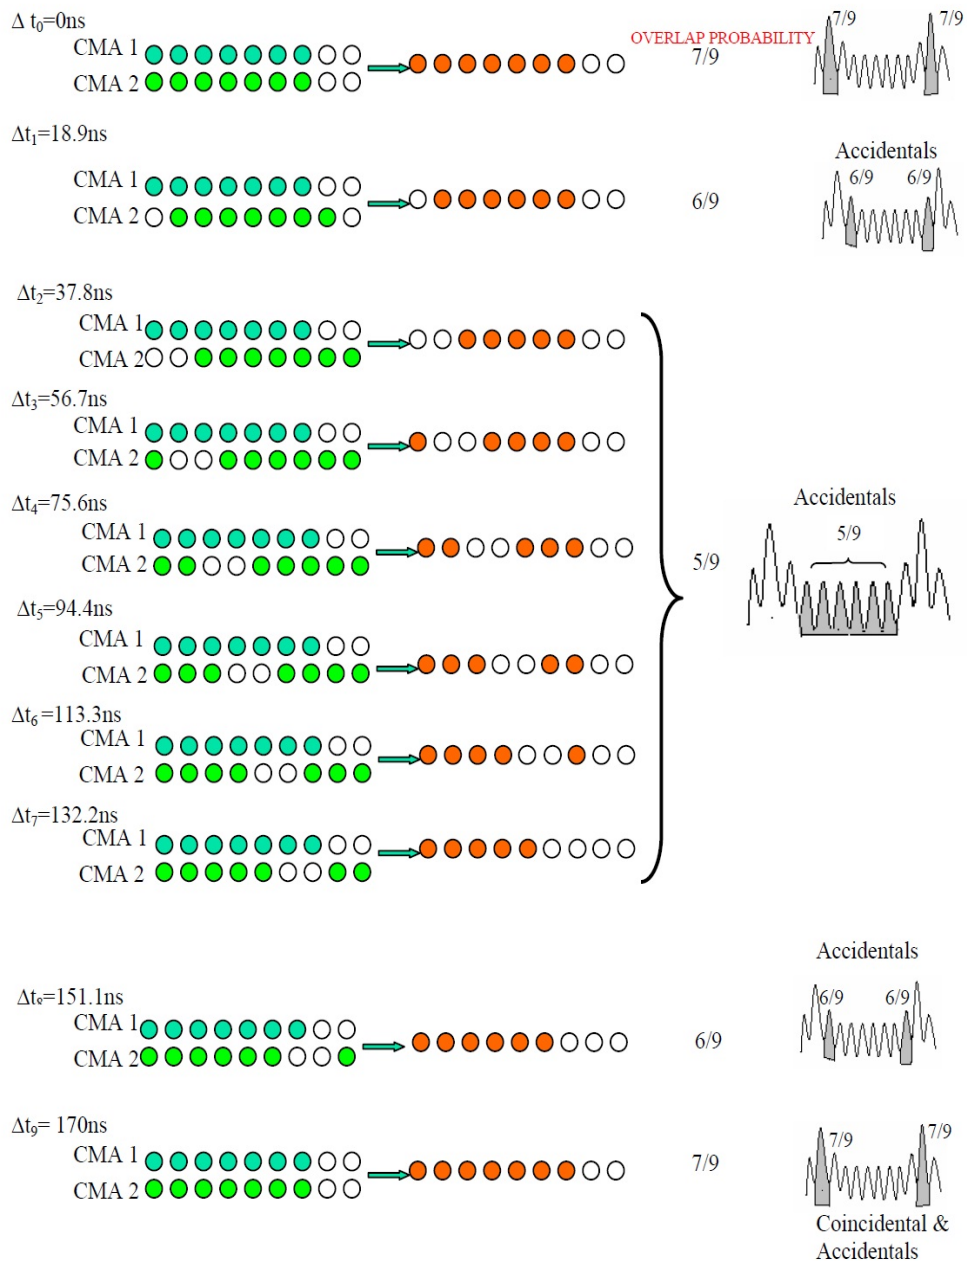 Δ t₀=0ns
CMA 1
CMA 2
OVERLAP PROBABILITY
7/9
7/9
7/9
Δt₁=18.9ns
CMA 1
CMA 2
6/9
Accidentals
6/9 6/9
Δt₂=37.8ns
CMA 1
CMA 2
Δt₃=56.7ns
CMA 1
CMA 2
Δt₄=75.6ns
CMA 1
CMA 2
5/9
Accidentals
5/9
Δt₅=94.4ns
CMA 1
CMA 2
Δt₆=113.3ns
CMA 1
CMA 2
Δt₇=132.2ns
CMA 1
CMA 2
Accidentals
Δt₈=151.1ns
CMA 1
CMA 2
6/9
6/9 6/9
Δt₉= 170ns
CMA 1
CMA 2
7/9
7/9
7/9
Coincidental &
Accidentals